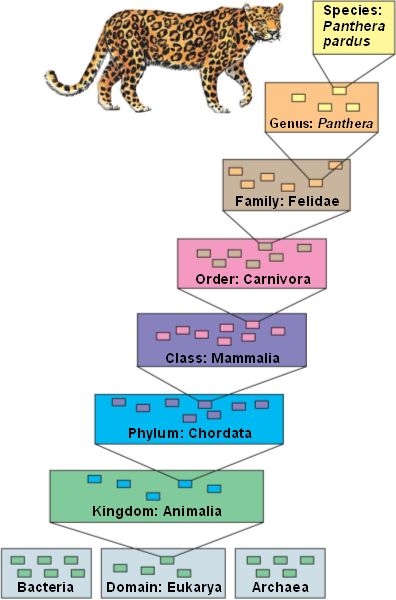 Species:
Panthera
pardus
Genus: Panthera
Family: Felidae
Order: Carnivora
Class: Mammalia
Phylum: Chordata
Kingdom: Animalia
Bacteria
Domain: Eukarya
Archaea